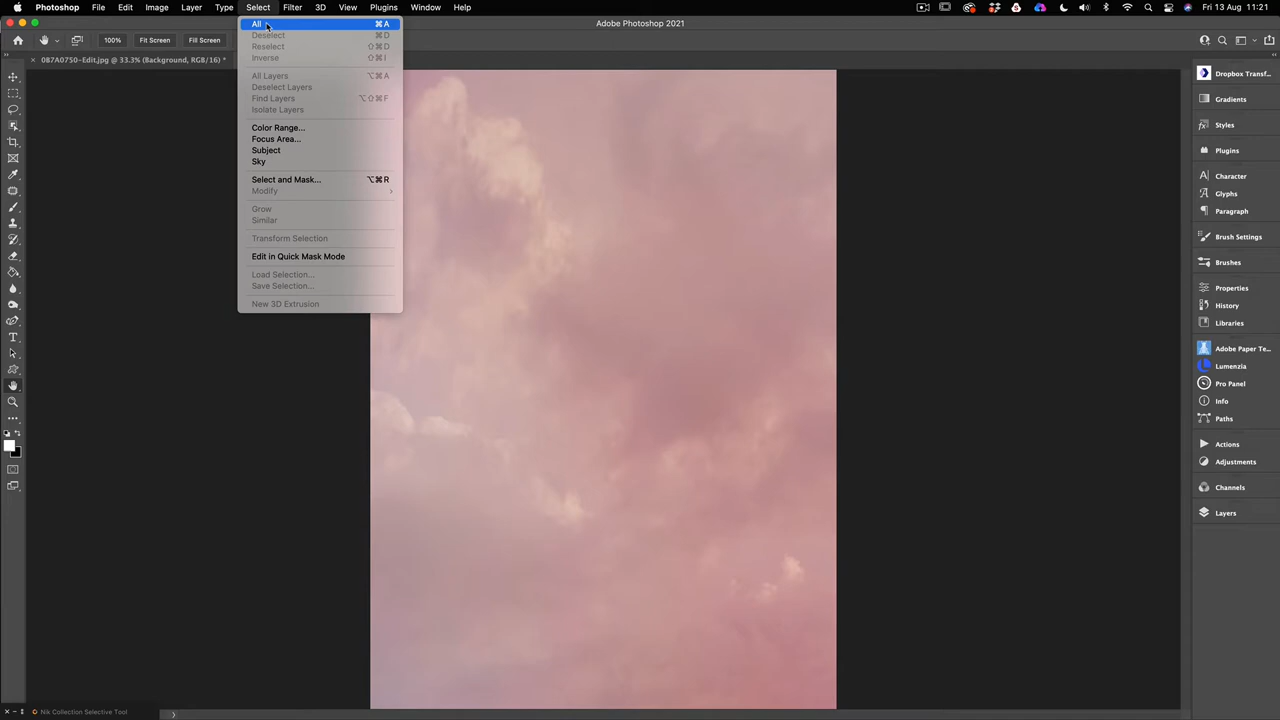 Photoshop File Edit Image Layer Type Select Filter 3D View Plugins Window Help Fri 13 Aug 11:21
Adobe Photoshop 2021
100% Fit Screen Fill Screen
× 087A0750-Edit.jpg @ 33.3% (Background, RGB/16) *
All ⌘A
Deselect ⌘D
Reselect ⇧⌘D
Inverse ⇧⌘I
All Layers ⌥⌘A
Deselect Layers
Find Layers ⌥⇧⌘F
Isolate Layers
Color Range...
Focus Area...
Subject
Sky
Select and Mask... ⌥⌘R
Modify >
Grow
Similar
Transform Selection
Edit in Quick Mask Mode
Load Selection...
Save Selection...
New 3D Extrusion
Dropbox Transf...
Gradients
Styles
Plugins
Character
Glyphs
Paragraph
Brush Settings
Brushes
Properties
History
Libraries
Adobe Paper Te...
Lumenzia
Pro Panel
Info
Paths
Actions
Adjustments
Channels
Layers
Nik Collection Selective Tool